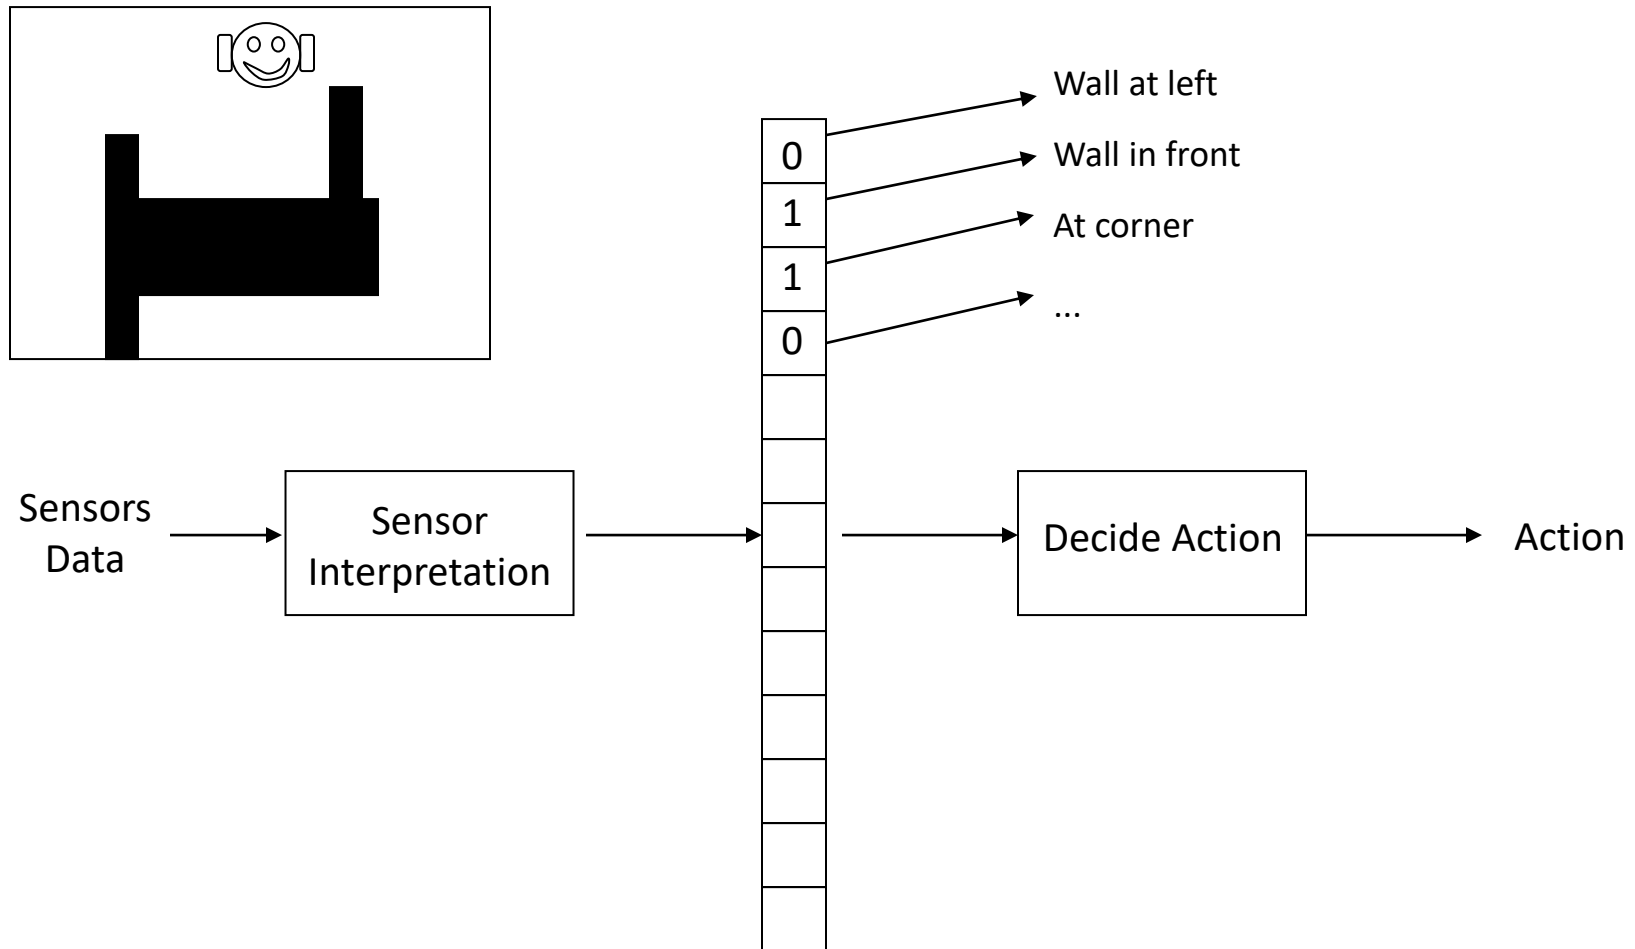 Wall at left
0
Wall in front
1
At corner
1
...
0
Sensors
Data
Sensor
Interpretation
Decide Action
Action